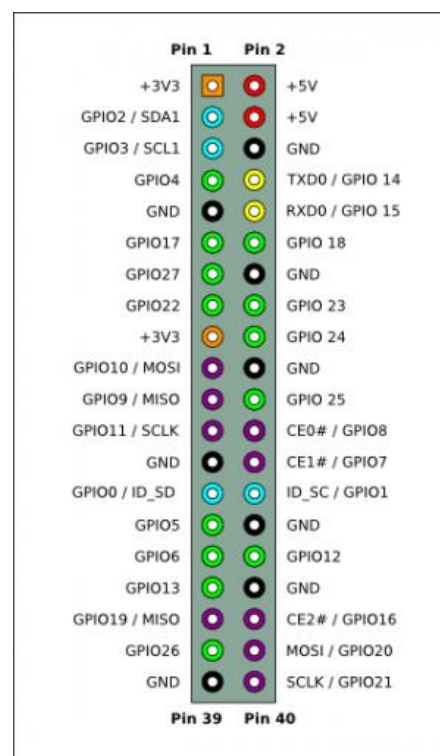 Pin 1 Pin 2
+3V3 +5V
GPIO2 / SDA1 +5V
GPIO3 / SCL1 GND
GPIO4 TXD0 / GPIO 14
GND RXD0 / GPIO 15
GPIO17 GPIO 18
GPIO27 GND
GPIO22 GPIO 23
+3V3 GPIO 24
GPIO10 / MOSI GND
GPIO9 / MISO GPIO 25
GPIO11 / SCLK CE0# / GPIO8
GND CE1# / GPIO7
GPIO0 / ID_SD ID_SC / GPIO1
GPIO5 GND
GPIO6 GPIO12
GPIO13 GND
GPIO19 / MISO CE2# / GPIO16
GPIO26 MOSI / GPIO20
GND SCLK / GPIO21
Pin 39 Pin 40